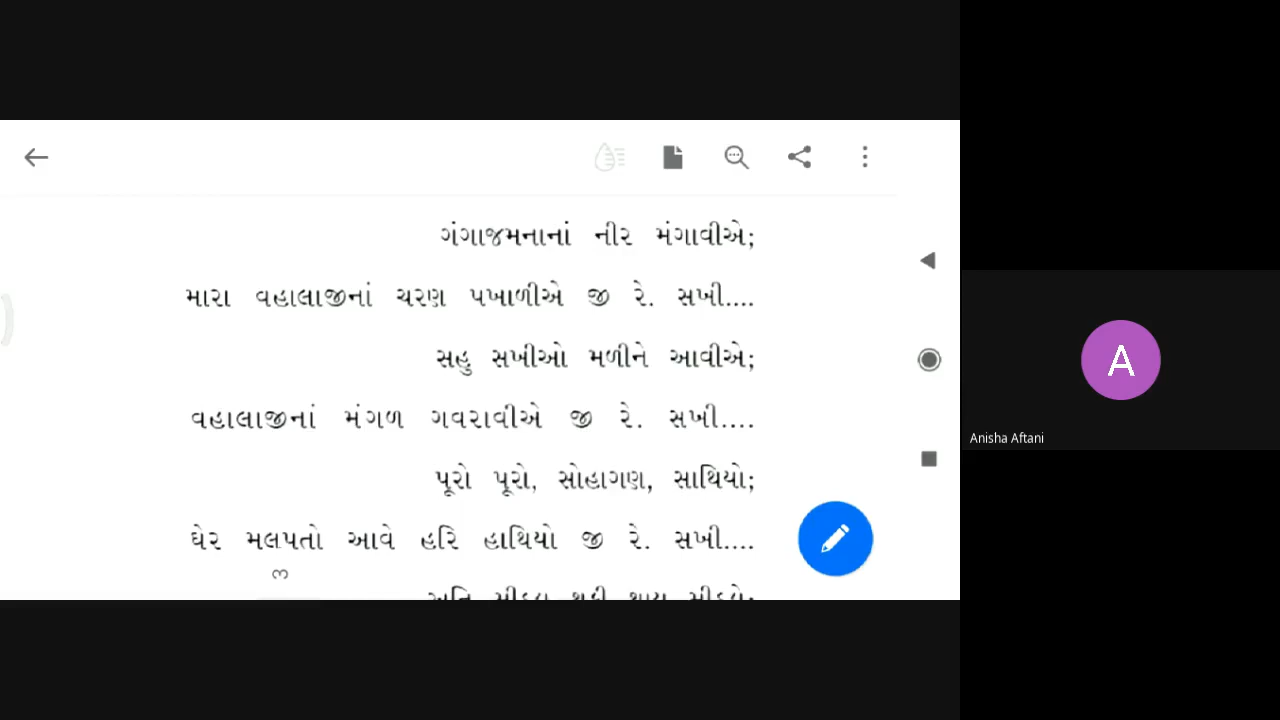 ગંગાજમનાનાં નીર મંગાવીએ;
મારા વહાલાજીનાં ચરણ પખાળીએ જી રે. સખી....
સહુ સખીઓ મળીને આવીએ;
વહાલાજીનાં મંગળ ગવરાવીએ જી રે. સખી....
પૂરો પૂરો, સોહાગણ, સાથિયો;
ઘેર મલપતો આવે હરિ હાથિયો જી રે. સખી....
A
Anisha Aftani